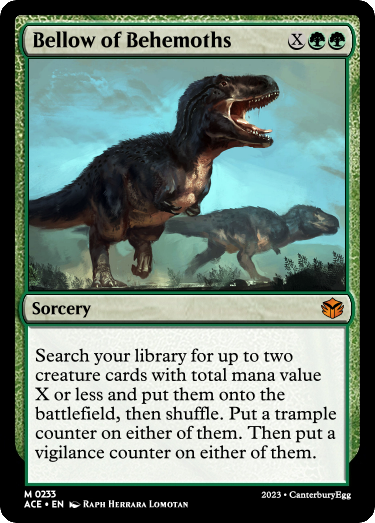 Bellow of Behemoths X
Sorcery
Search your library for up to two
creature cards with total mana value
X or less and put them onto the
battlefield, then shuffle. Put a trample
counter on either of them. Then put a
vigilance counter on either of them.
M 0233
ACE • EN RAPH HERRARA LOMOTAN
2023 • CanterburyEgg